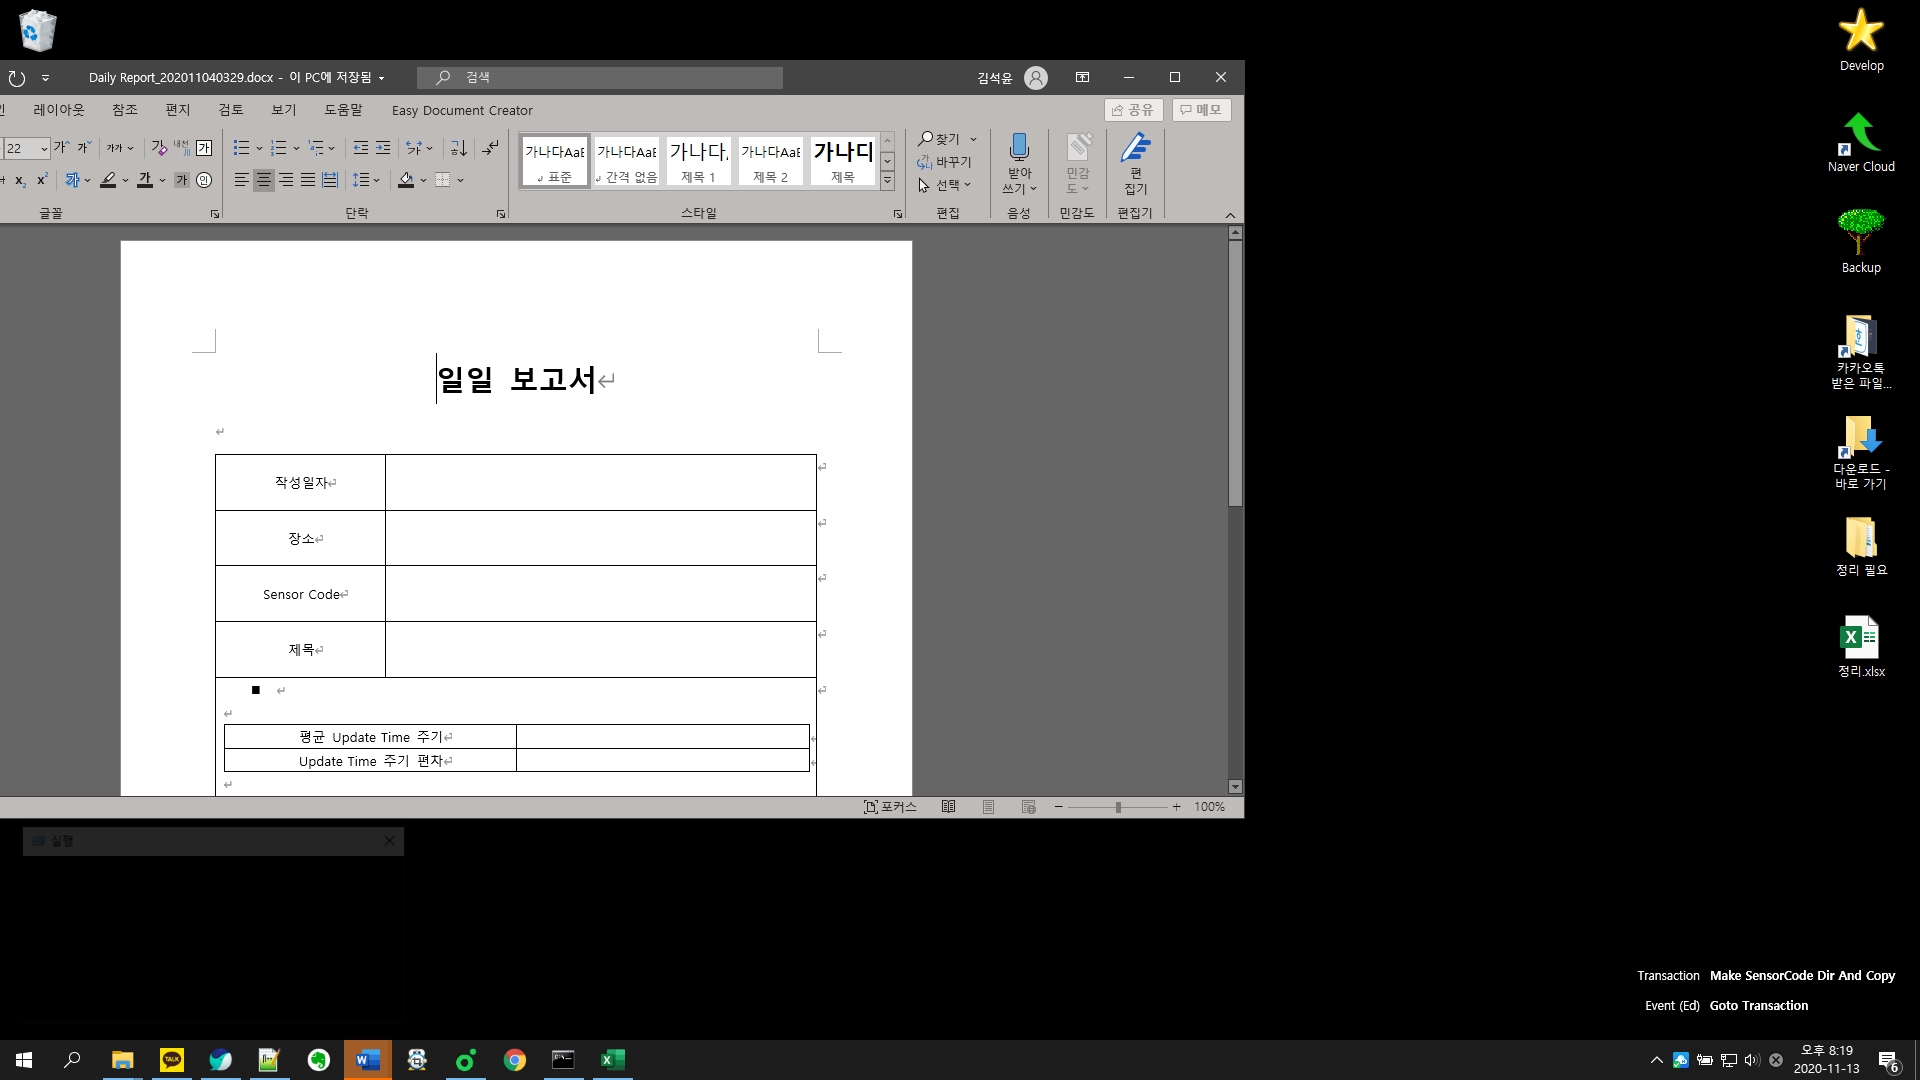 Daily Report_202011040329.docx - 이 PC에 저장됨
검색
김석윤
레이아웃 참조 편지 검토 보기 도움말 Easy Document Creator
공유 메모
22
가나다AaB 가나다AaB 가나다 가나다AaB 가나다
표준 간격 없음 제목 1 제목 2 제목
찾기
바꾸기
선택
받아
쓰기
민감
도
편
집기
글꼴 단락 스타일 편집 음성 민감도 편집기
일일 보고서
작성일자
장소
Sensor Code
제목
평균 Update Time 주기
Update Time 주기 편차
포커스
100%
실행
Develop
Naver Cloud
Backup
카카오톡
받은 파일...
다운로드 -
바로 가기
정리 필요
정리.xlsx
Transaction Make SensorCode Dir And Copy
Event (Ed) Goto Transaction
TALK
오후 8:19
2020-11-13
6